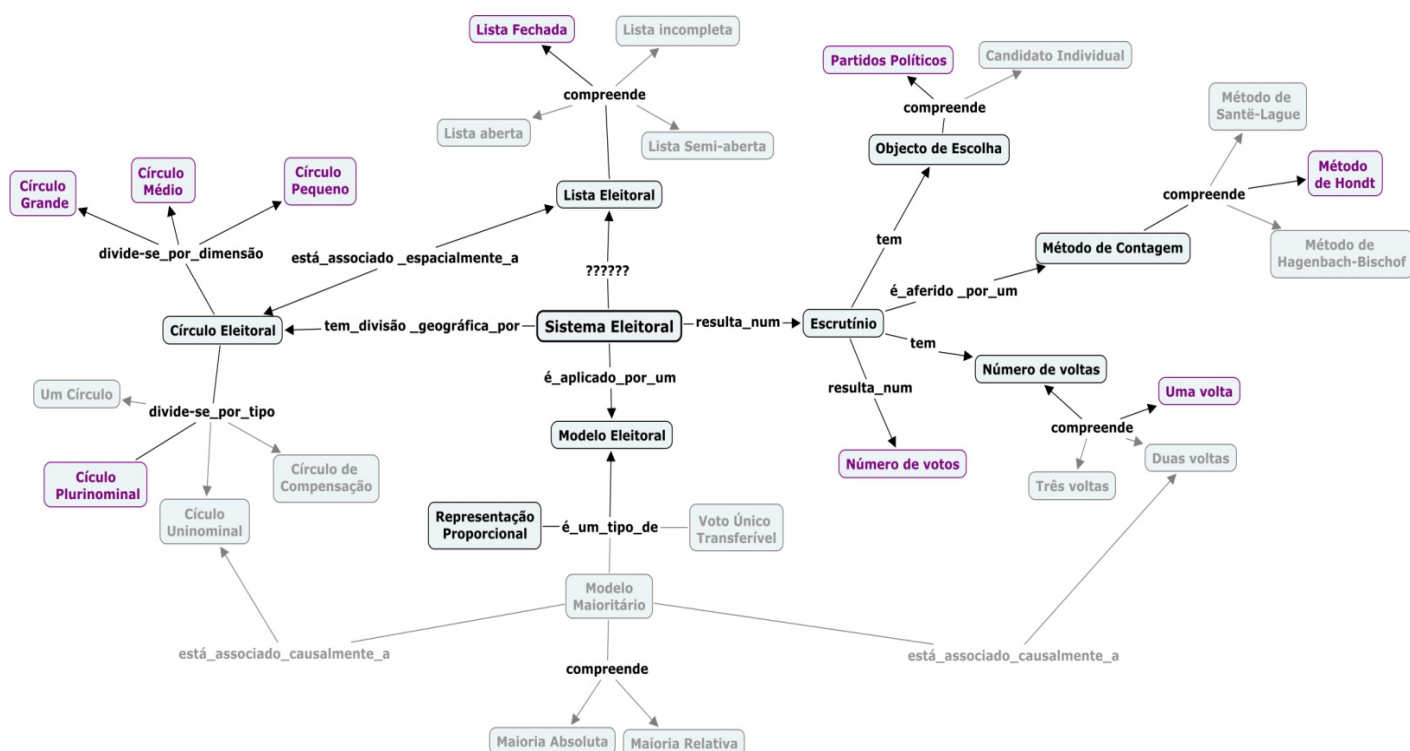 Lista Fechada
Lista incompleta
compreende
Lista aberta
Lista Semi-aberta
Lista Eleitoral
Partidos Políticos
Candidato Individual
compreende
Objecto de Escolha
Método de
Santë-Lague
Método
de Hondt
compreende
Método de
Hagenbach-Bischof
Método de Contagem
Círculo
Grande
Círculo
Médio
Círculo
Pequeno
divide-se_por_dimensão
está_associado _espacialmente_a
??????
tem
é_aferido _por_um
Círculo Eleitoral
tem_divisão _geográfica_por
Sistema Eleitoral
resulta_num
Escrutínio
tem
Número de voltas
resulta_num
Uma volta
compreende
Duas voltas
Três voltas
Número de votos
é_aplicado_por_um
Modelo Eleitoral
Um Círculo
divide-se_por_tipo
Cículo
Plurinominal
Círculo de
Compensação
Cículo
Uninominal
Representação
Proporcional
é_um_tipo_de
Voto Único
Transferível
Modelo
Maioritário
está_associado_causalmente_a
está_associado_causalmente_a
compreende
Maioria Absoluta
Maioria Relativa